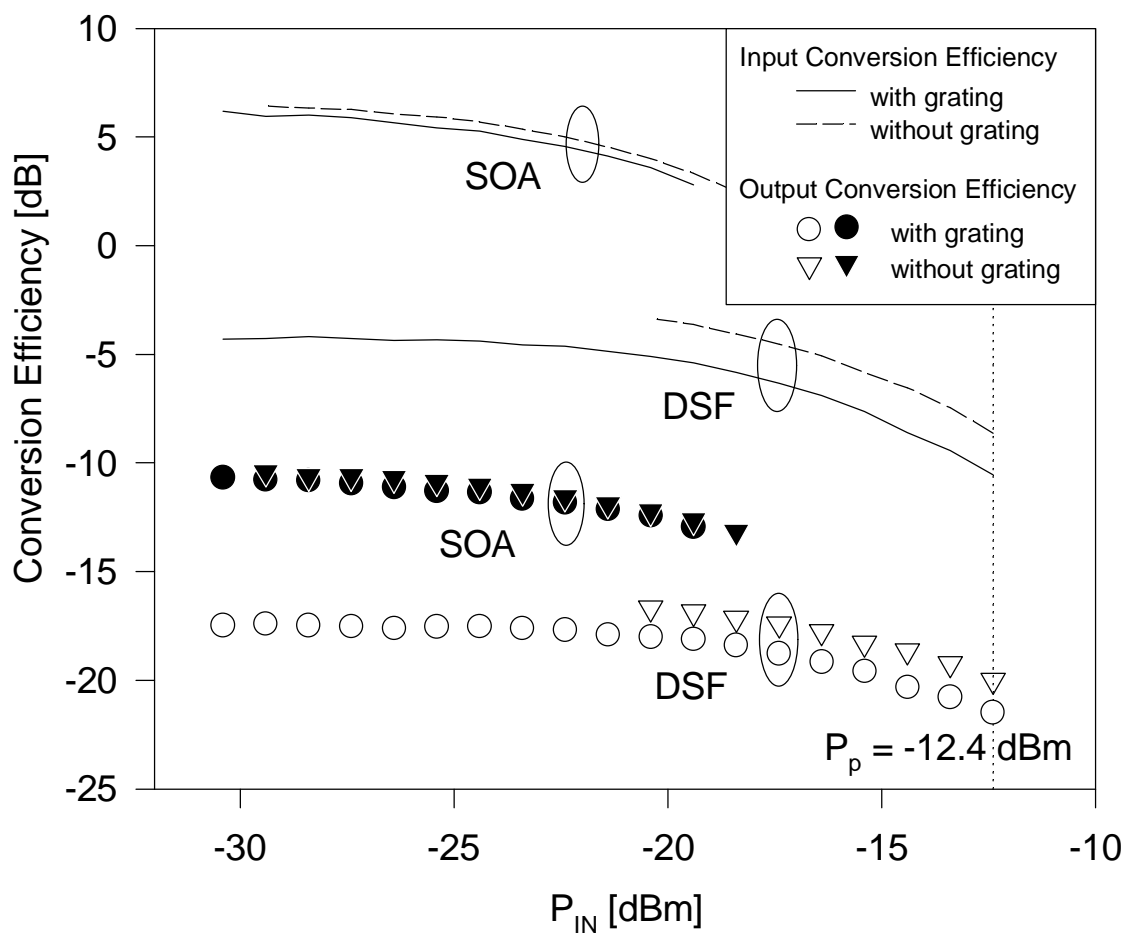 10
5
0
-5
-10
-15
-20
-25
Conversion Efficiency [dB]
Input Conversion Efficiency
with grating
without grating
Output Conversion Efficiency
with grating
without grating
SOA
DSF
SOA
DSF
Pp = -12.4 dBm
-30
-25
-20
-15
-10
PIN [dBm]